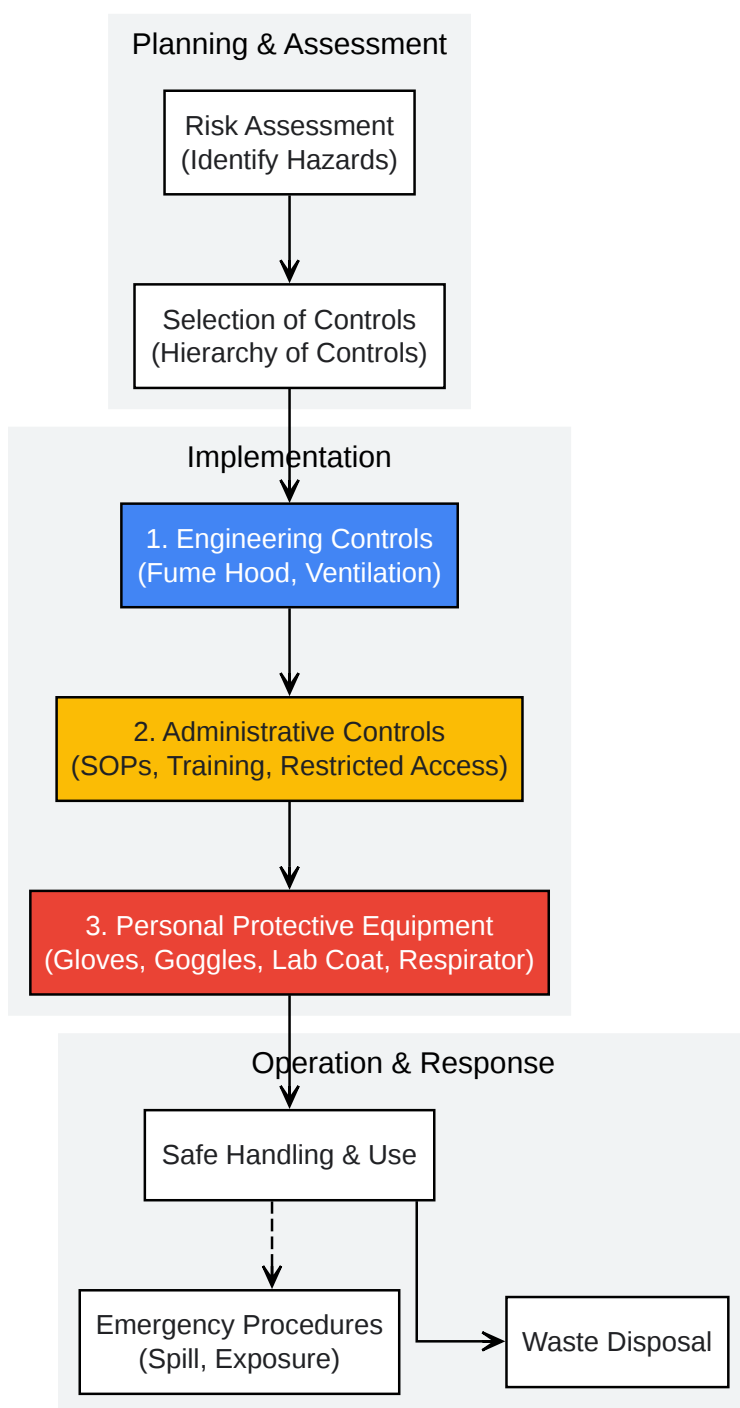 Planning & Assessment
Risk Assessment
(Identify Hazards)
Selection of Controls
(Hierarchy of Controls)
Implementation
1. Engineering Controls
(Fume Hood, Ventilation)
2. Administrative Controls
(SOPs, Training, Restricted Access)
3. Personal Protective Equipment
(Gloves, Goggles, Lab Coat, Respirator)
Operation & Response
Safe Handling & Use
Emergency Procedures
(Spill, Exposure)
Waste Disposal